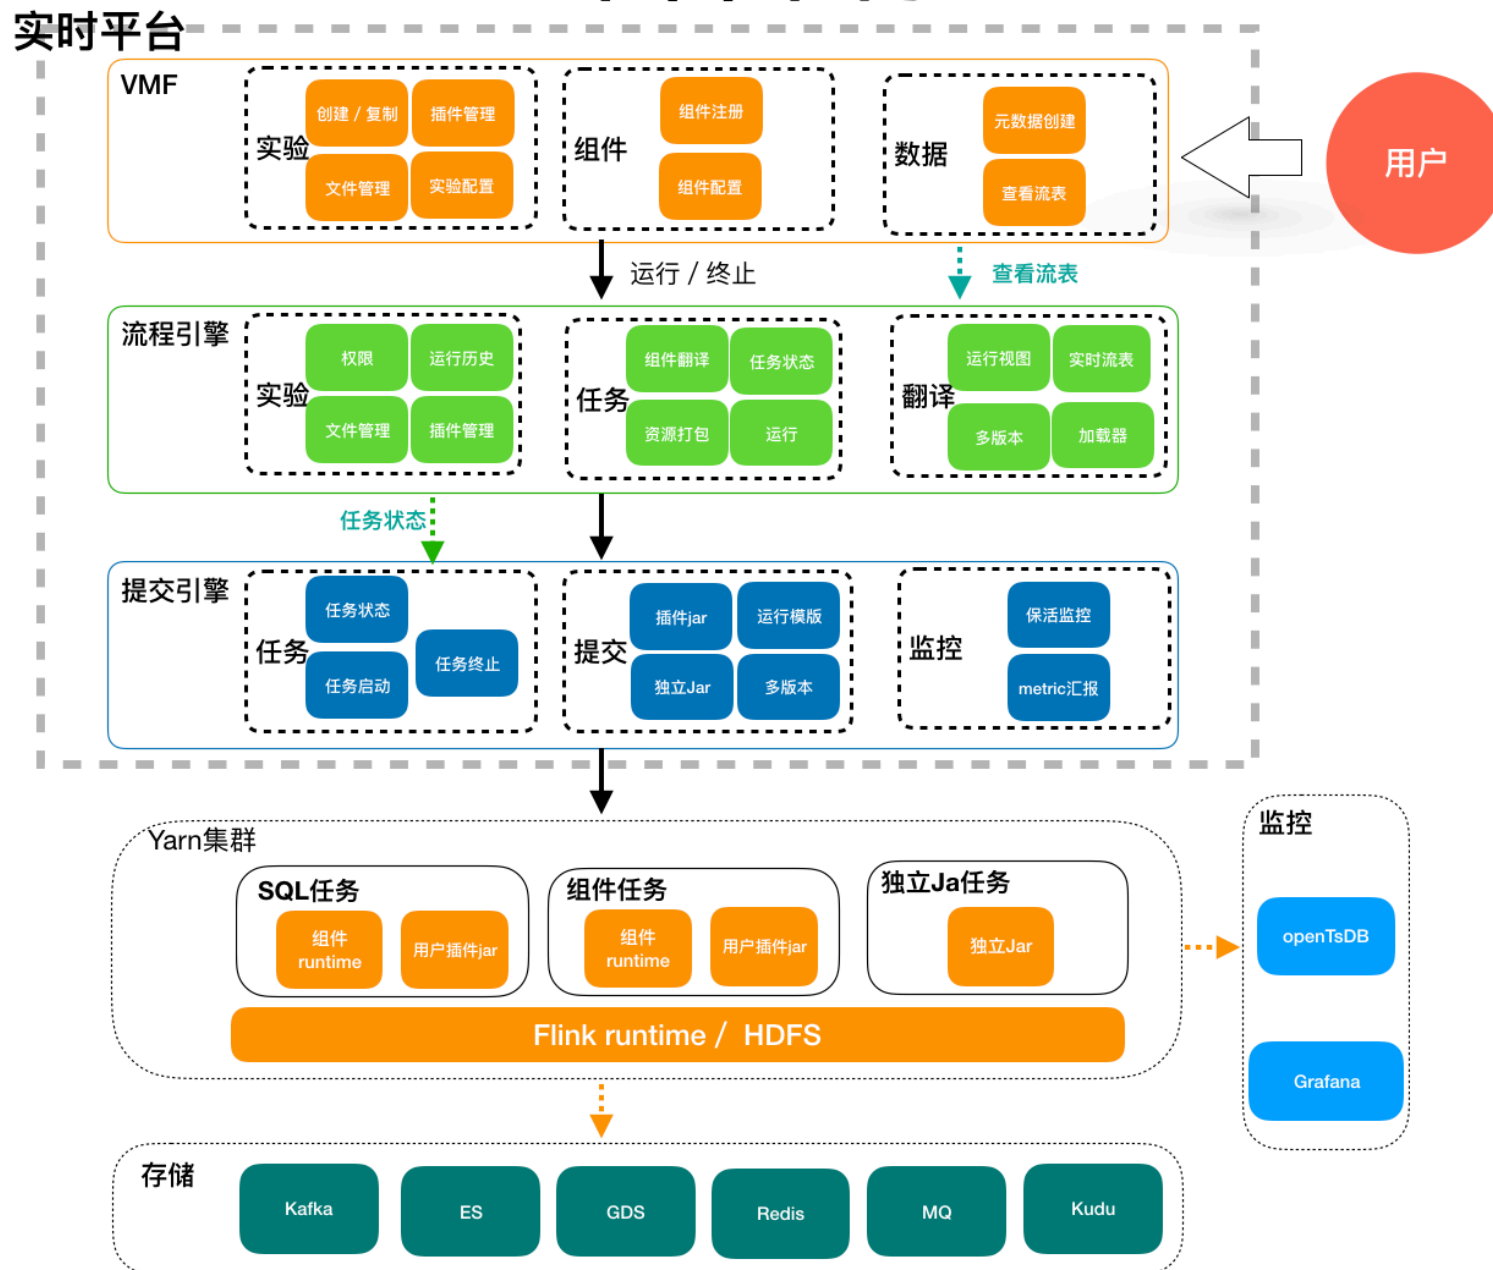 实时平台
VMF
实验
创建 / 复制
插件管理
文件管理
实验配置
组件
组件注册
组件配置
数据
元数据创建
查看流表
用户
运行 / 终止
查看流表
流程引擎
实验
权限
运行历史
文件管理
插件管理
任务
组件翻译
任务状态
资源打包
运行
翻译
运行视图
实时流表
多版本
加载器
任务状态
提交引擎
任务
任务状态
任务启动
任务终止
提交
插件jar
运行模版
独立Jar
多版本
监控
保活监控
metric汇报
Yarn集群
SQL任务
组件
runtime
用户插件jar
组件任务
组件
runtime
用户插件jar
独立Ja任务
独立Jar
Flink runtime / HDFS
监控
openTsDB
Grafana
存储
Kafka
ES
GDS
Redis
MQ
Kudu